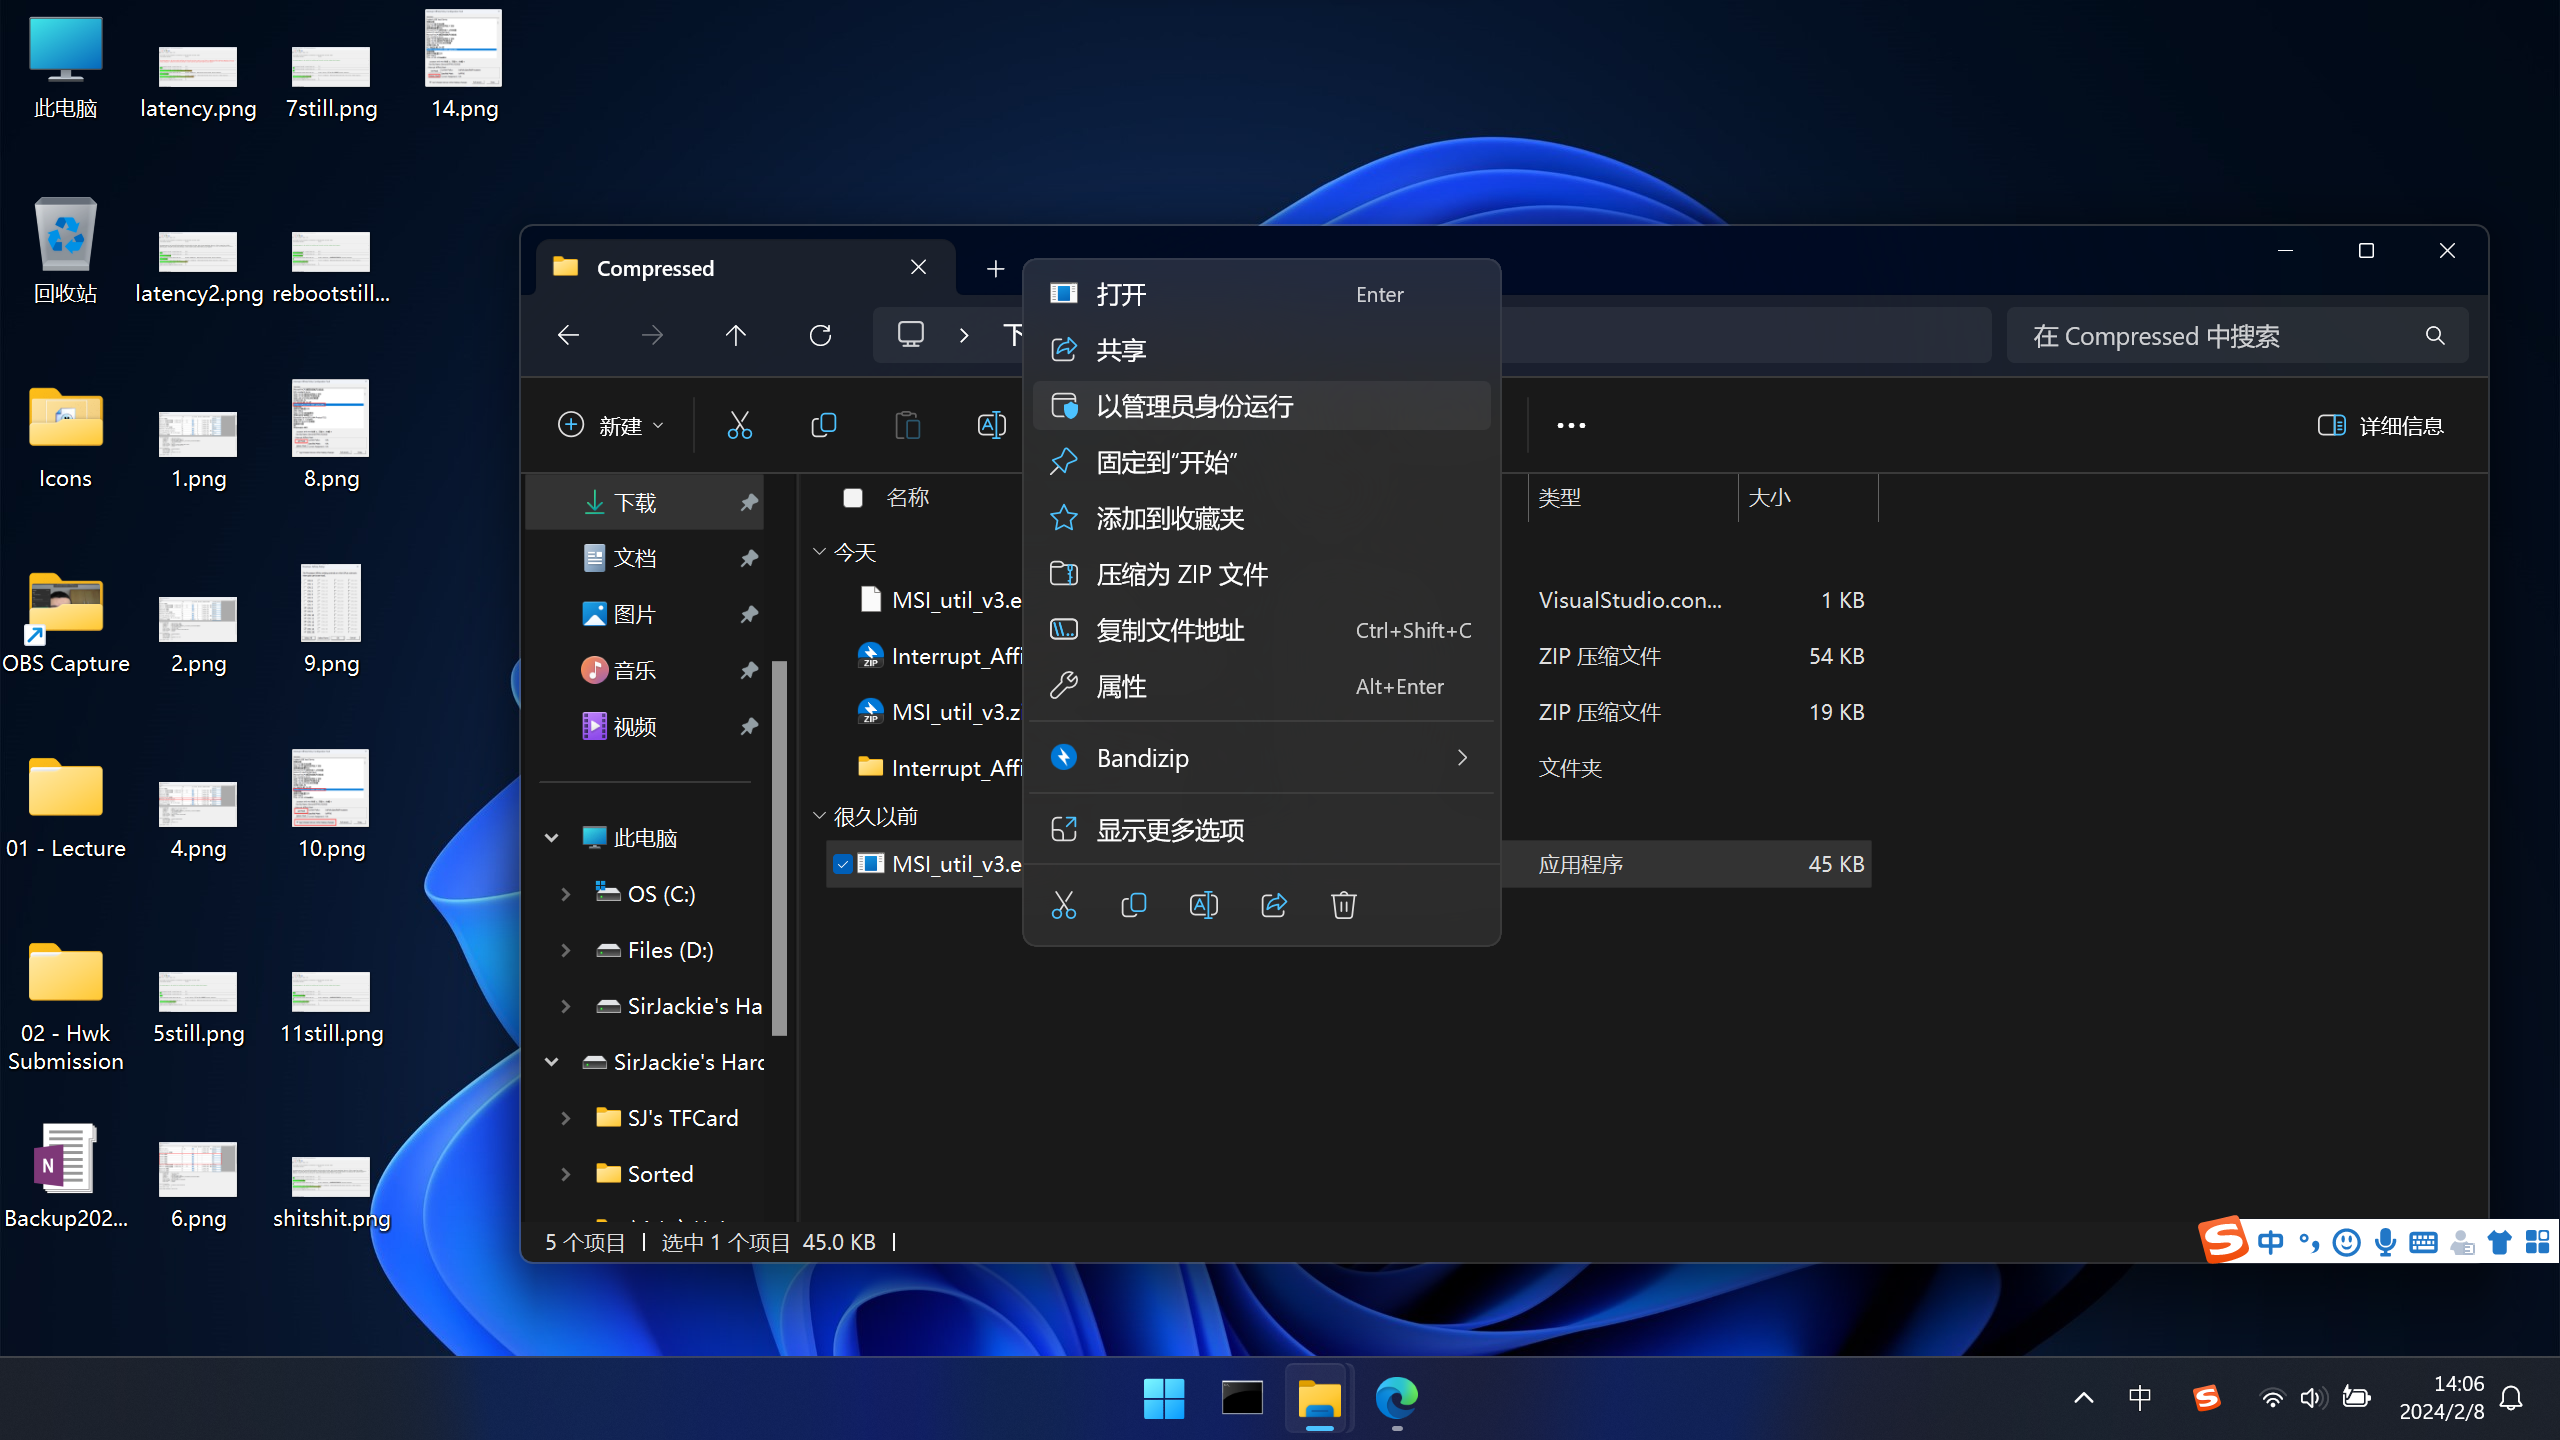 此电脑
latency.png
7still.png
14.png
回收站
latency2.png
rebootstill...
Icons
1.png
8.png
OBS Capture
2.png
9.png
01 - Lecture
4.png
10.png
02 - Hwk
Submission
5still.png
11still.png
Backup202...
6.png
shitshit.png
Compressed
下
在 Compressed 中搜索
新建
详细信息
下载
文档
图片
音乐
视频
此电脑
OS (C:)
Files (D:)
SirJackie's Ha
SirJackie's Hard
SJ's TFCard
Sorted
名称
类型
大小
今天
MSI_util_v3.e
VisualStudio.con...
1 KB
Interrupt_Affi
ZIP 压缩文件
54 KB
MSI_util_v3.z
ZIP 压缩文件
19 KB
Interrupt_Affi
文件夹
很久以前
MSI_util_v3.e
应用程序
45 KB
打开
Enter
共享
以管理员身份运行
固定到“开始”
添加到收藏夹
压缩为 ZIP 文件
复制文件地址
Ctrl+Shift+C
属性
Alt+Enter
Bandizip
显示更多选项
5 个项目
选中 1 个项目 45.0 KB
中
中
14:06
2024/2/8